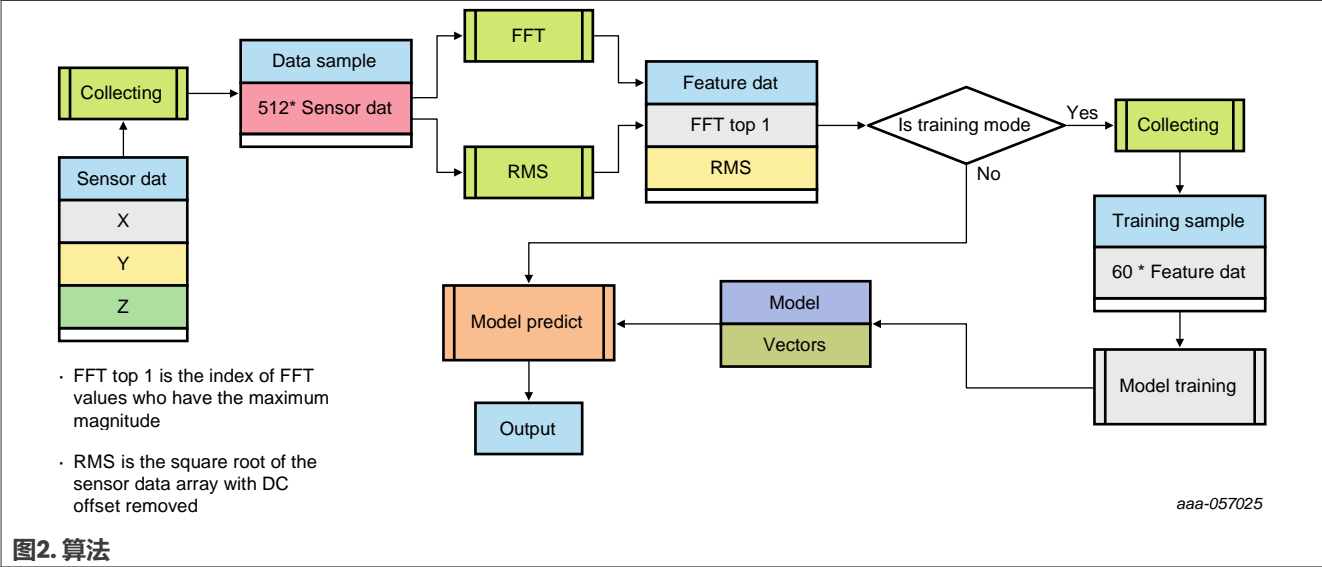 Collecting
Data sample
512* Sensor dat
FFT
RMS
Feature dat
FFT top 1
RMS
Is training mode
Yes
No
Collecting
Sensor dat
X
Y
Z
Training sample
60 * Feature dat
Model training
Model
Vectors
Model predict
Output
· FFT top 1 is the index of FFT
values who have the maximum
magnitude
· RMS is the square root of the
sensor data array with DC
offset removed
aaa-057025
图2. 算法